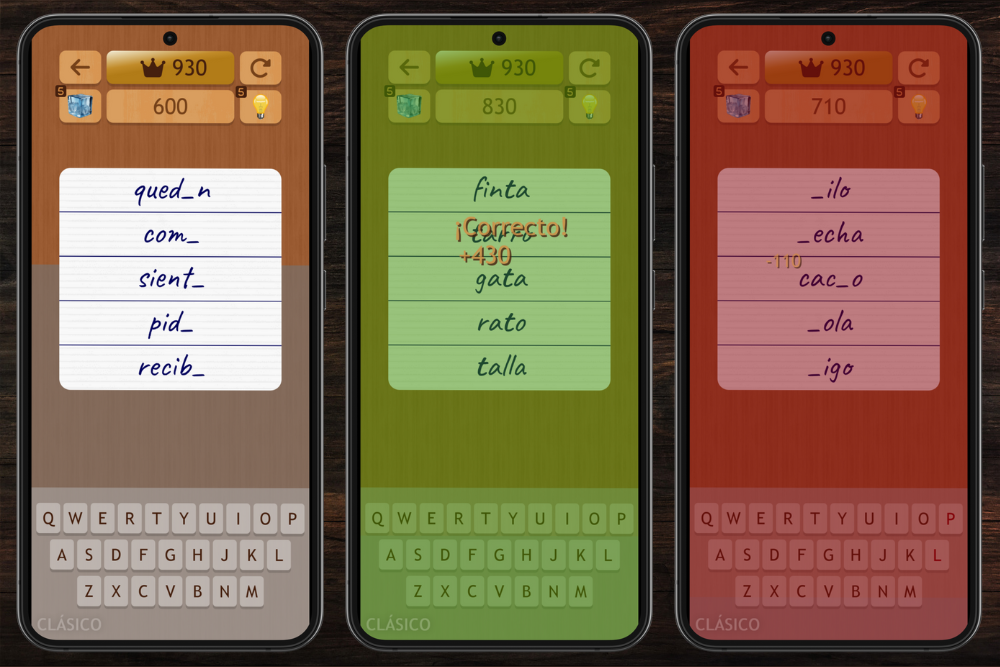 930
5
5
600
qued_n
com_
sient_
pid_
recib_
Q W E R T Y U I O P
A S D F G H J K L
Z X C V B N M
CLÁSICO
930
5
5
830
finta
¡Correcto!
tarro
+430
gata
rato
talla
Q W E R T Y U I O P
A S D F G H J K L
Z X C V B N M
CLÁSICO
930
5
5
710
_ilo
_echa
-110
cac_o
_ola
_igo
Q W E R T Y U I O P
A S D F G H J K L
Z X C V B N M
CLÁSICO